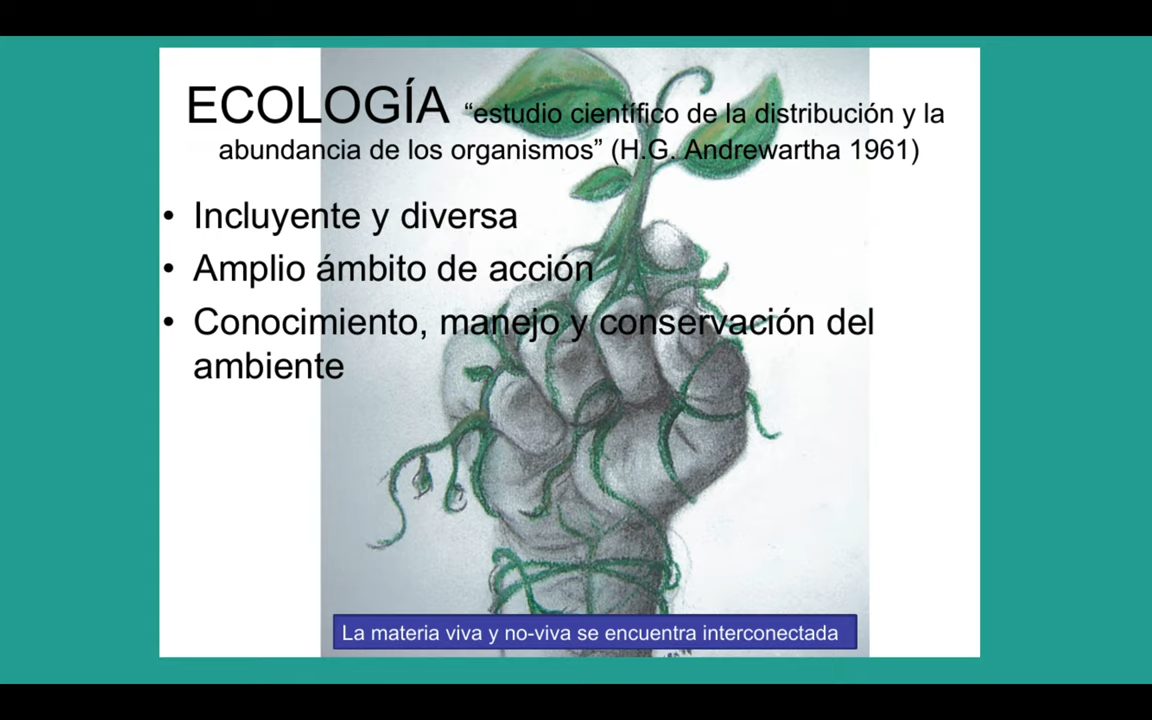 ECOLOGÍA “estudio científico de la distribución y la
abundancia de los organismos” (H.G. Andrewartha 1961)
• Incluyente y diversa
• Amplio ámbito de acción
• Conocimiento, manejo y conservación del
ambiente
La materia viva y no-viva se encuentra interconectada